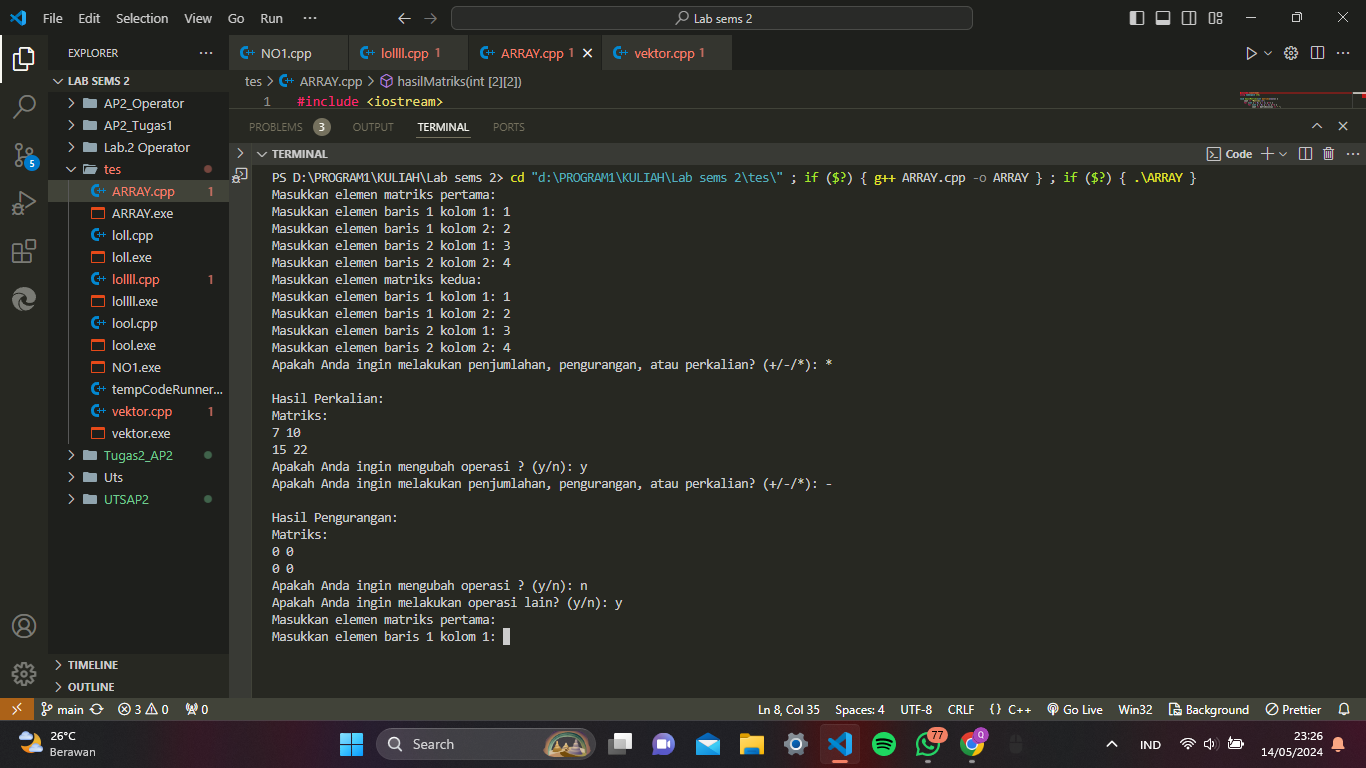 File Edit Selection View Go Run ··· Lab sems 2
EXPLORER ···
NO1.cpp lollll.cpp 1 ARRAY.cpp 1 vektor.cpp 1
LAB SEMS 2
AP2_Operator
AP2_Tugas1
Lab.2 Operator
tes
ARRAY.cpp 1
ARRAY.exe
loll.cpp
loll.exe
lollll.cpp 1
lollll.exe
lool.cpp
lool.exe
NO1.exe
tempCodeRunner...
vektor.cpp 1
vektor.exe
Tugas2_AP2
Uts
UTSAP2
TIMELINE
OUTLINE
5
tes > ARRAY.cpp > hasilMatriks(int [2][2])
1 #include <iostream>
PROBLEMS 3 OUTPUT TERMINAL PORTS
TERMINAL Code
PS D:\PROGRAM1\KULIAH\Lab sems 2> cd "d:\PROGRAM1\KULIAH\Lab sems 2\tes\" ; if ($?) { g++ ARRAY.cpp -o ARRAY } ; if ($?) { .\ARRAY }
Masukkan elemen matriks pertama:
Masukkan elemen baris 1 kolom 1: 1
Masukkan elemen baris 1 kolom 2: 2
Masukkan elemen baris 2 kolom 1: 3
Masukkan elemen baris 2 kolom 2: 4
Masukkan elemen matriks kedua:
Masukkan elemen baris 1 kolom 1: 1
Masukkan elemen baris 1 kolom 2: 2
Masukkan elemen baris 2 kolom 1: 3
Masukkan elemen baris 2 kolom 2: 4
Apakah Anda ingin melakukan penjumlahan, pengurangan, atau perkalian? (+/-/*): *
Hasil Perkalian:
Matriks:
7 10
15 22
Apakah Anda ingin mengubah operasi ? (y/n): y
Apakah Anda ingin melakukan penjumlahan, pengurangan, atau perkalian? (+/-/*): -
Hasil Pengurangan:
Matriks:
0 0
0 0
Apakah Anda ingin mengubah operasi ? (y/n): n
Apakah Anda ingin melakukan operasi lain? (y/n): y
Masukkan elemen matriks pertama:
Masukkan elemen baris 1 kolom 1:
main 3 0 0 Ln 8, Col 35 Spaces: 4 UTF-8 CRLF {} C++ Go Live Win32 Background Prettier
26°C
Berawan
Search
77
Q
IND
23:26
14/05/2024